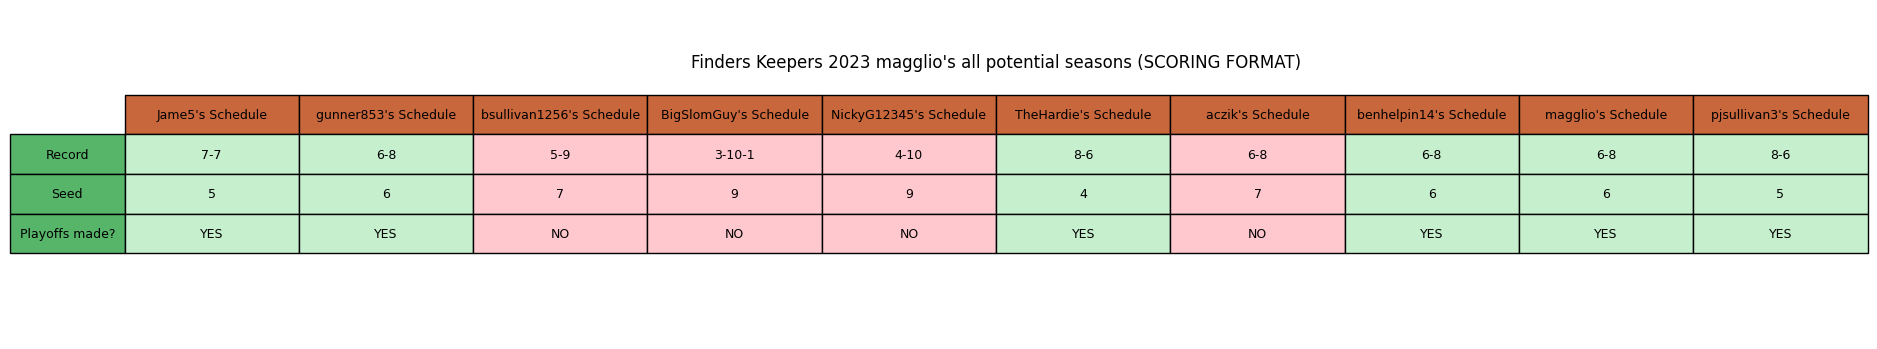 Finders Keepers 2023 magglio's all potential seasons (SCORING FORMAT)
Jame5's Schedule gunner853's Schedule bsullivan1256's Schedule BigSlomGuy's Schedule NickyG12345's Schedule TheHardie's Schedule aczik's Schedule benhelpin14's Schedule magglio's Schedule pjsullivan3's Schedule
Record 7-7 6-8 5-9 3-10-1 4-10 8-6 6-8 6-8 6-8 8-6
Seed 5 6 7 9 9 4 7 6 6 5
Playoffs made? YES YES NO NO NO YES NO YES YES YES